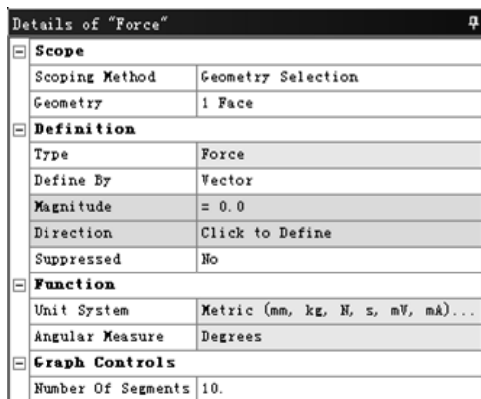 Details of "Force"
Scope
Scoping Method Geometry Selection
Geometry 1 Face
Definition
Type Force
Define By Vector
Magnitude = 0.0
Direction Click to Define
Suppressed No
Function
Unit System Metric (mm, kg, N, s, mV, mA)...
Angular Measure Degrees
Graph Controls
Number Of Segments 10.